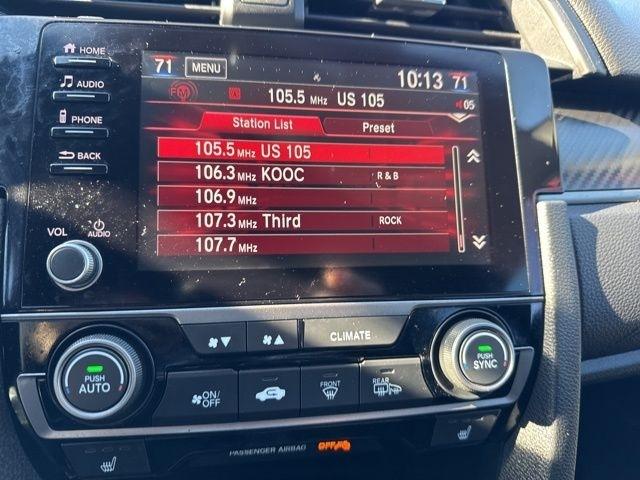 HOME
71 MENU 10:13 71
AUDIO
FM 105.5 MHz US 105 05
PHONE
Station List Preset
BACK
105.5 MHz US 105
106.3 MHz KOOC R & B
106.9 MHz
107.3 MHz Third ROCK
107.7 MHz
VOL AUDIO
CLIMATE
PUSH AUTO
PUSH SYNC
ON/OFF
FRONT
REAR
PASSENGER AIRBAG OFF